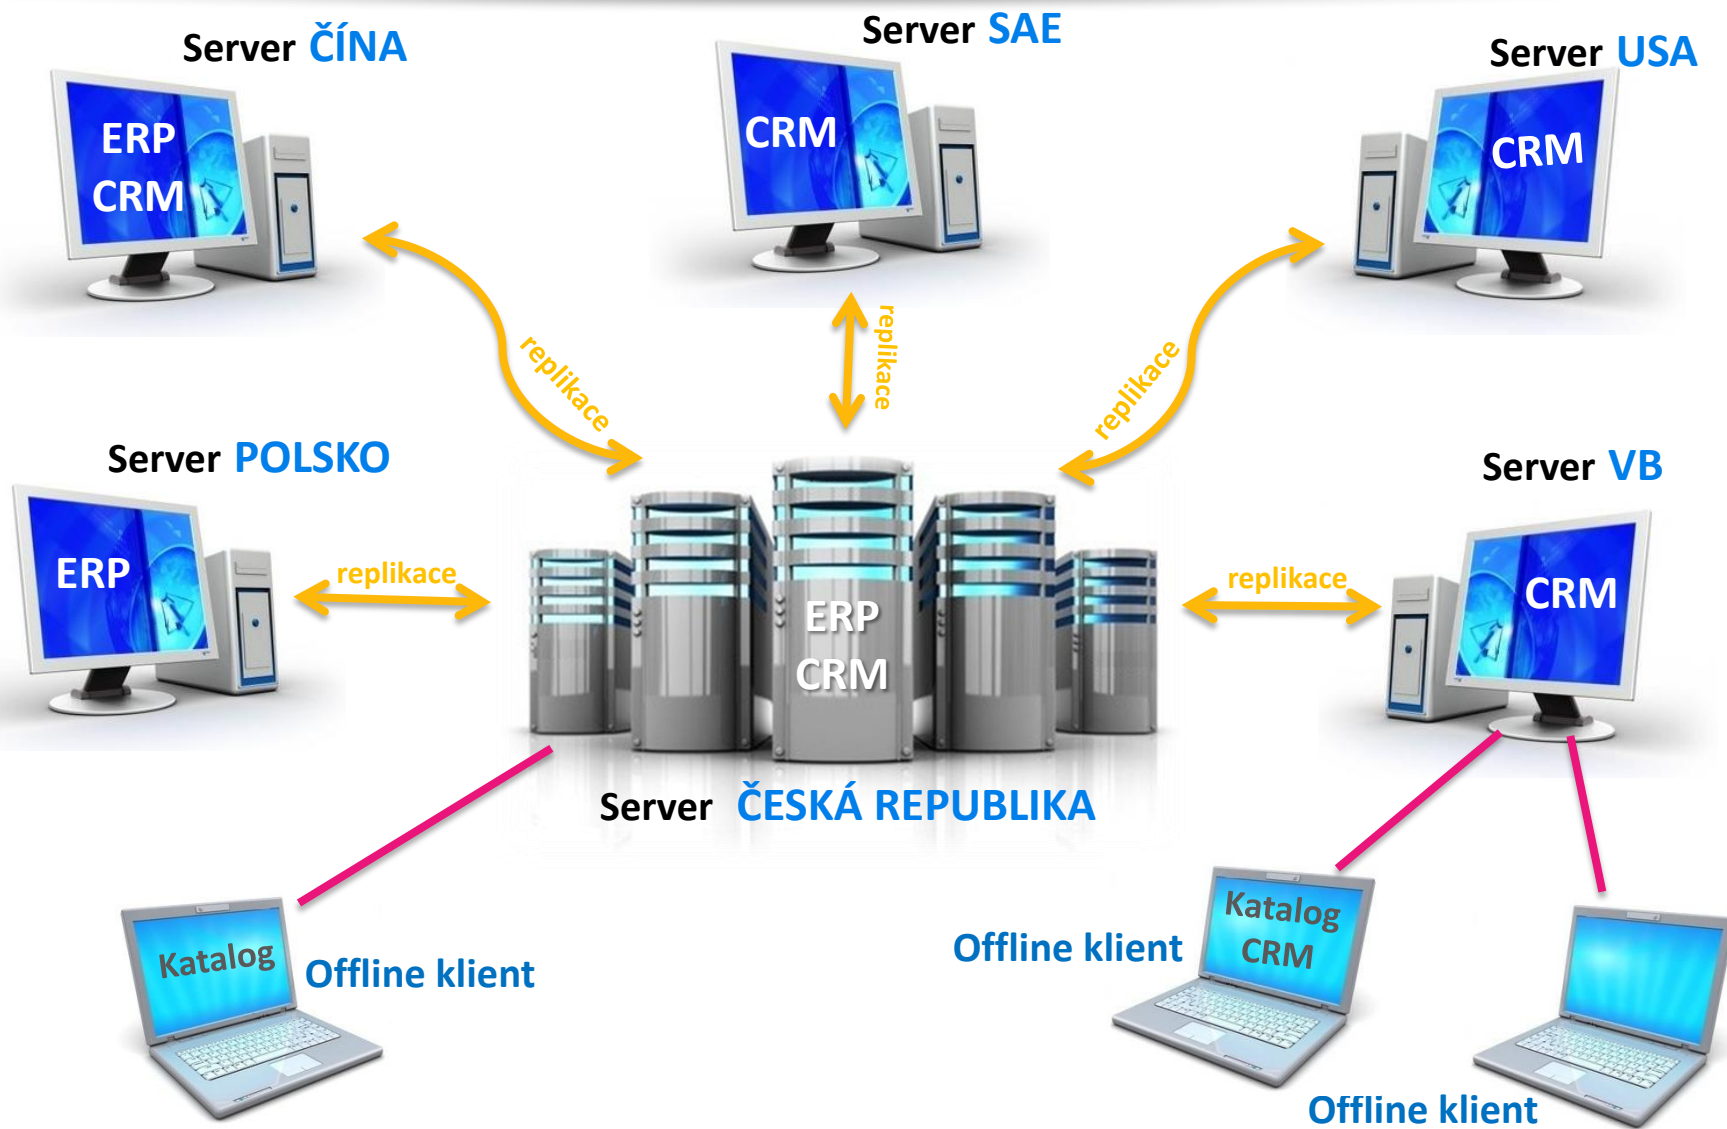 Server ČÍNA
Server SAE
Server USA
ERP
CRM
CRM
CRM
replikace
replikace
replikace
Server POLSKO
Server VB
ERP
replikace
replikace
CRM
ERP
CRM
Server ČESKÁ REPUBLIKA
Katalog
Offline klient
Offline klient
Katalog
CRM
Offline klient